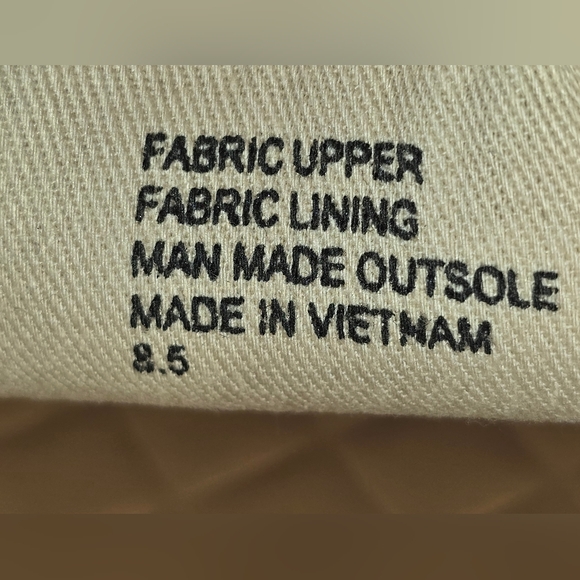 FABRIC UPPER
FABRIC LINING
MAN MADE OUTSOLE
MADE IN VIETNAM
8.5